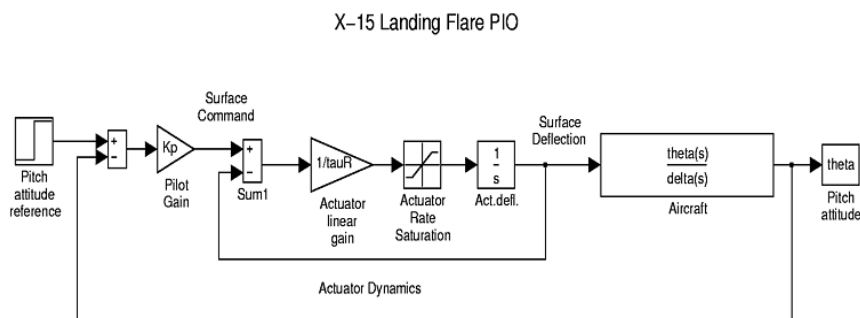 X-15 Landing Flare PIO
Pitch
attitude
reference
+
−
Kp
Pilot
Gain
Surface
Command
+
−
Sum1
1/tauR
Actuator
linear
gain
Actuator
Rate
Saturation
1
s
Act.defl.
Surface
Deflection
theta(s)
delta(s)
Aircraft
theta
Pitch
attitude
Actuator Dynamics